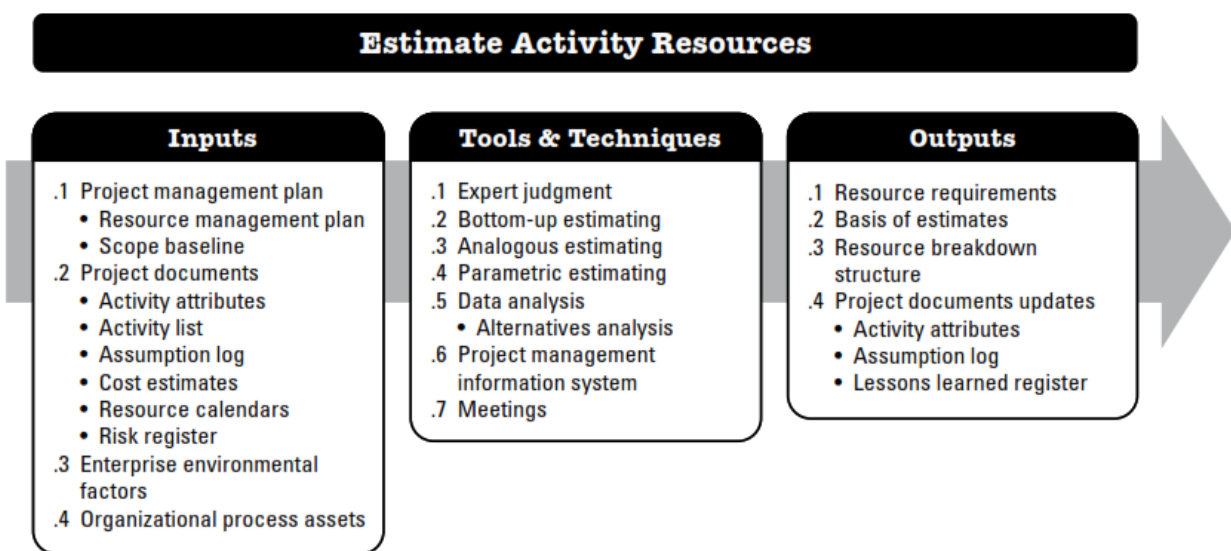 Estimate Activity Resources
Inputs
.1 Project management plan
• Resource management plan
• Scope baseline
.2 Project documents
• Activity attributes
• Activity list
• Assumption log
• Cost estimates
• Resource calendars
• Risk register
.3 Enterprise environmental
factors
.4 Organizational process assets
Tools & Techniques
.1 Expert judgment
.2 Bottom-up estimating
.3 Analogous estimating
.4 Parametric estimating
.5 Data analysis
• Alternatives analysis
.6 Project management
information system
.7 Meetings
Outputs
.1 Resource requirements
.2 Basis of estimates
.3 Resource breakdown
structure
.4 Project documents updates
• Activity attributes
• Assumption log
• Lessons learned register